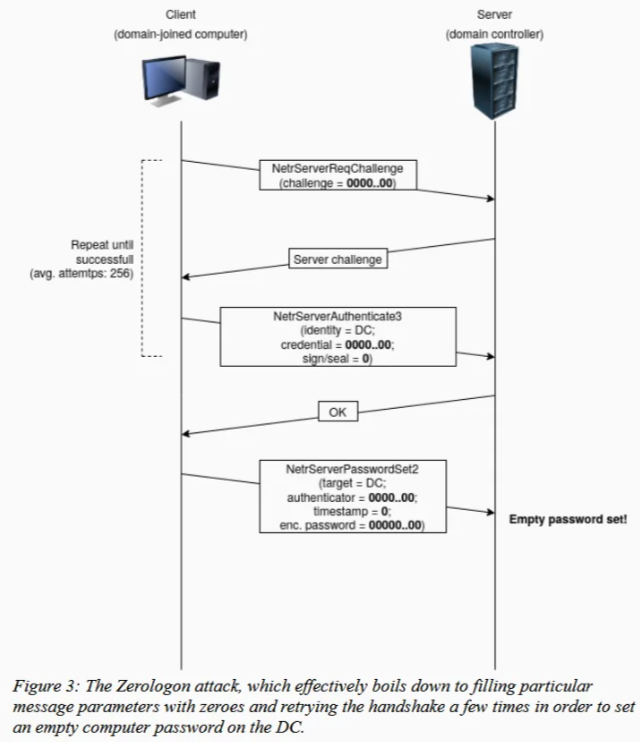 Client
(domain-joined computer)
Server
(domain controller)
NetrServerReqChallenge
(challenge = 0000..00)
Server challenge
Repeat until
successfull
(avg. attemtps: 256)
NetrServerAuthenticate3
(identity = DC;
credential = 0000..00;
sign/seal = 0)
OK
NetrServerPasswordSet2
(target = DC;
authenticator = 0000..00;
timestamp = 0;
enc. password = 00000..00)
Empty password set!
Figure 3: The Zerologon attack, which effectively boils down to filling particular
message parameters with zeroes and retrying the handshake a few times in order to set
an empty computer password on the DC.